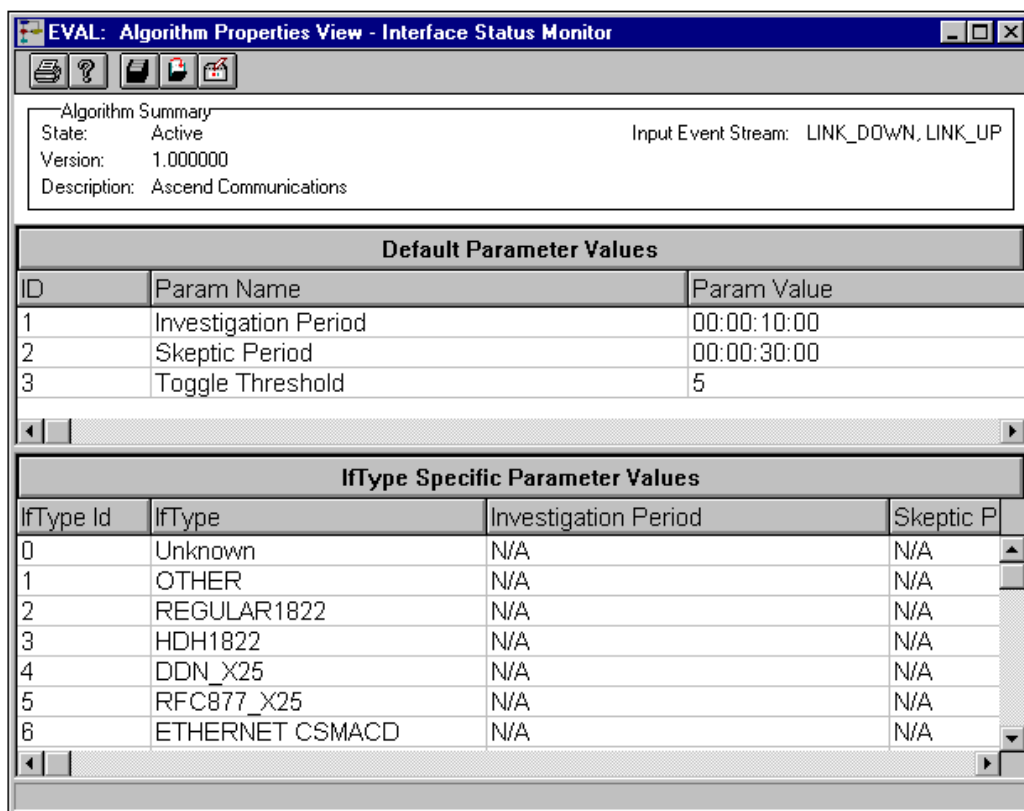 EVAL: Algorithm Properties View - Interface Status Monitor
Algorithm Summary
State: Active Input Event Stream: LINK_DOWN, LINK_UP
Version: 1.000000
Description: Ascend Communications
Default Parameter Values
ID Param Name Param Value
1 Investigation Period 00:00:10:00
2 Skeptic Period 00:00:30:00
3 Toggle Threshold 5
IfType Specific Parameter Values
IfType Id IfType Investigation Period Skeptic P
0 Unknown N/A N/A
1 OTHER N/A N/A
2 REGULAR1822 N/A N/A
3 HDH1822 N/A N/A
4 DDN_X25 N/A N/A
5 RFC877_X25 N/A N/A
6 ETHERNET CSMACD N/A N/A